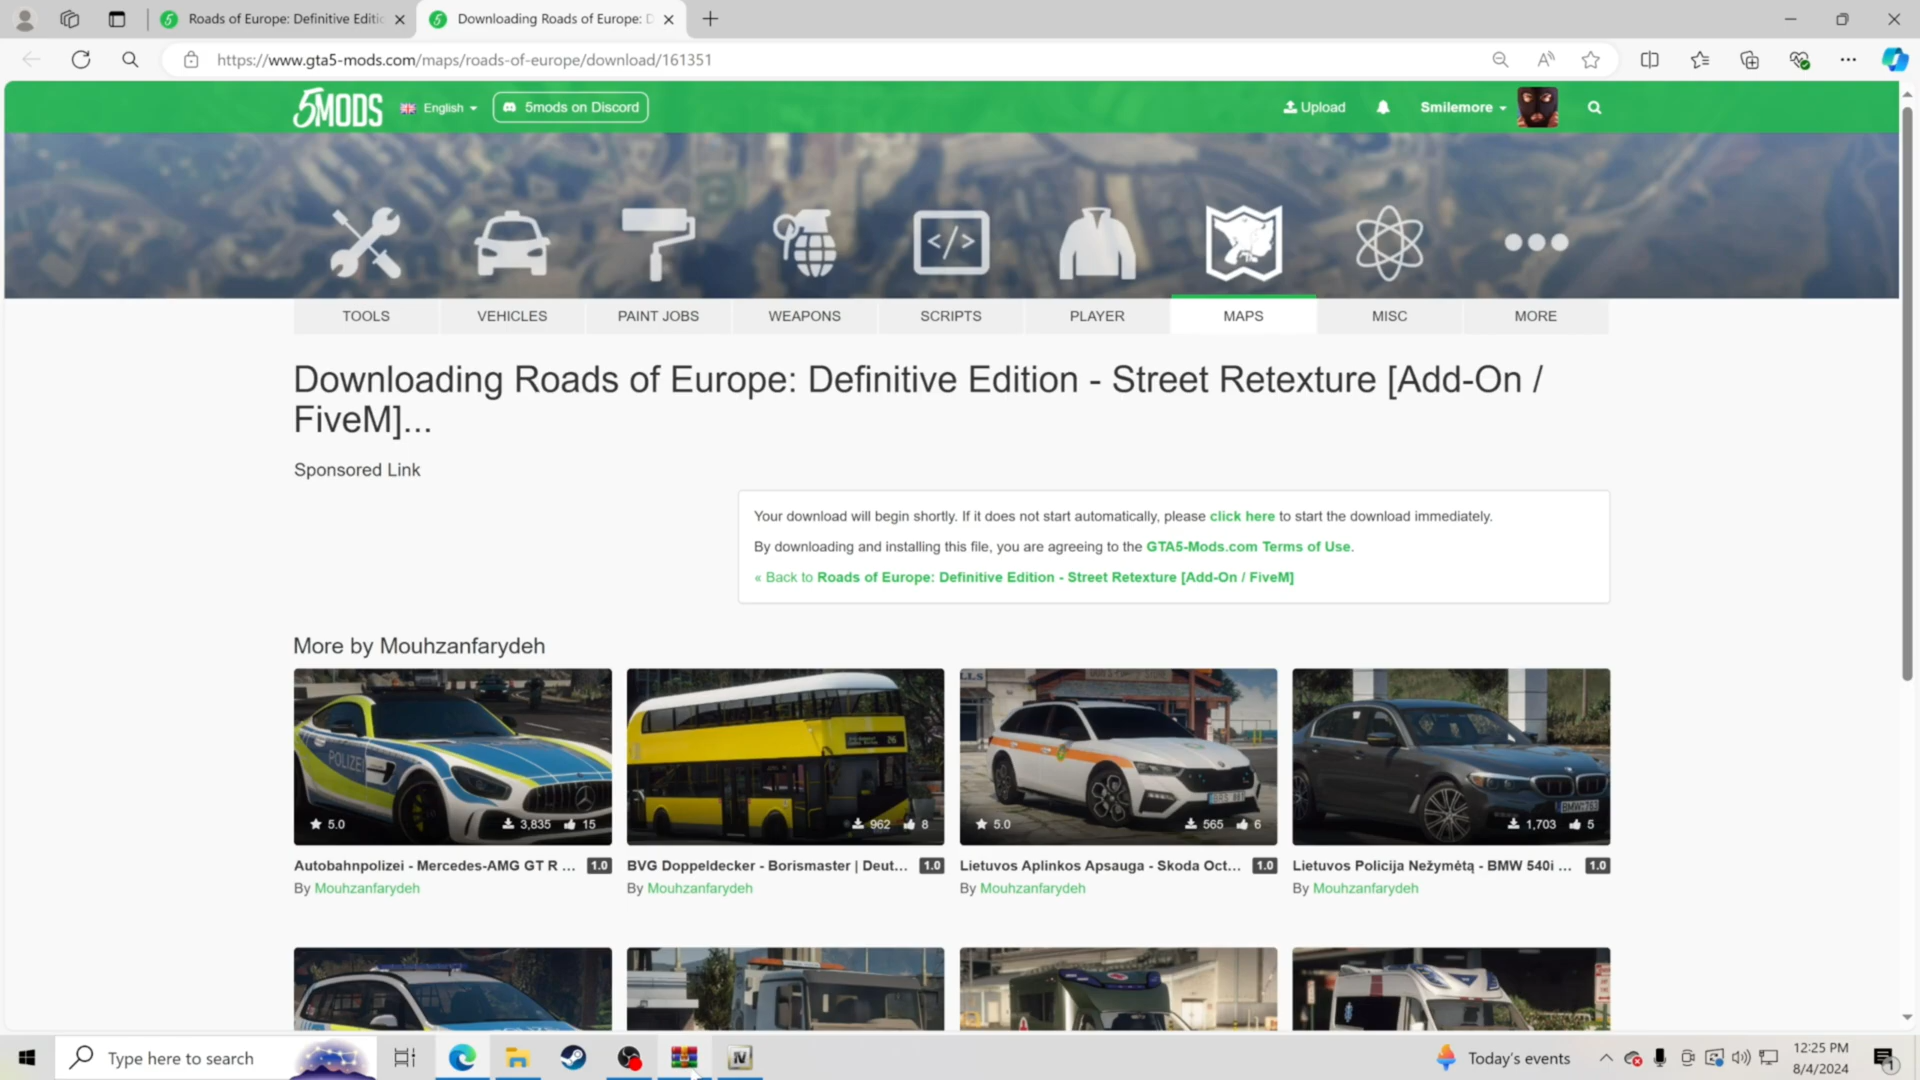 Roads of Europe: Definitive Editio
Downloading Roads of Europe: D
https://www.gta5-mods.com/maps/roads-of-europe/download/161351
5MODS
English
5mods on Discord
Upload
Smilemore
TOOLS
VEHICLES
PAINT JOBS
WEAPONS
SCRIPTS
PLAYER
MAPS
MISC
MORE
Downloading Roads of Europe: Definitive Edition - Street Retexture [Add-On /
FiveM]...
Sponsored Link
Your download will begin shortly. If it does not start automatically, please click here to start the download immediately.
By downloading and installing this file, you are agreeing to the GTA5-Mods.com Terms of Use.
« Back to Roads of Europe: Definitive Edition - Street Retexture [Add-On / FiveM]
More by Mouhzanfarydeh
POLIZEI
5.0
3,835
15
26
962
8
5.0
565
6
1,703
5
Autobahnpolizei - Mercedes-AMG GT R ...
1.0
BVG Doppeldecker - Borismaster | Deut...
1.0
Lietuvos Aplinkos Apsauga - Skoda Oct...
1.0
Lietuvos Policija Nežymėtą - BMW 540i ...
1.0
By Mouhzanfarydeh
By Mouhzanfarydeh
By Mouhzanfarydeh
By Mouhzanfarydeh
Type here to search
Today's events
12:25 PM
8/4/2024
1